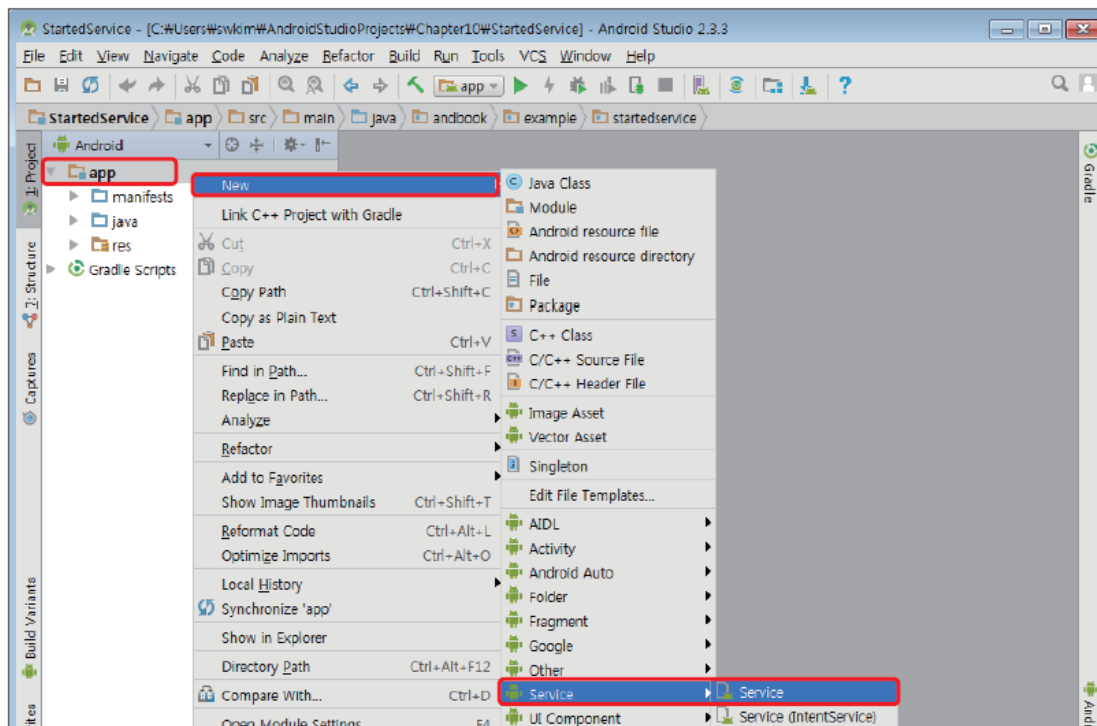 StartedService - [C:₩Users₩swkim₩AndroidStudioProjects₩Chapter10₩StartedService] - Android Studio 2.3.3
File Edit View Navigate Code Analyze Refactor Build Run Tools VCS Window Help
app
StartedService app src main java andbook example startedservice
1: Project
7: Structure
Captures
Build Variants
Android
app
manifests
java
res
Gradle Scripts
New
Link C++ Project with Gradle
Cut Ctrl+X
Copy Ctrl+C
Copy Path Ctrl+Shift+C
Copy as Plain Text
Paste Ctrl+V
Find in Path... Ctrl+Shift+F
Replace in Path... Ctrl+Shift+R
Analyze
Refactor
Add to Favorites
Show Image Thumbnails Ctrl+Shift+T
Reformat Code Ctrl+Alt+L
Optimize Imports Ctrl+Alt+O
Local History
Synchronize 'app'
Show in Explorer
Directory Path Ctrl+Alt+F12
Compare With... Ctrl+D
Open Module Settings F4
Java Class
Module
Android resource file
Android resource directory
File
Package
C++ Class
C/C++ Source File
C/C++ Header File
Image Asset
Vector Asset
Singleton
Edit File Templates...
AIDL
Activity
Android Auto
Folder
Fragment
Google
Other
Service
UI Component
Service
Service (IntentService)
Gradle